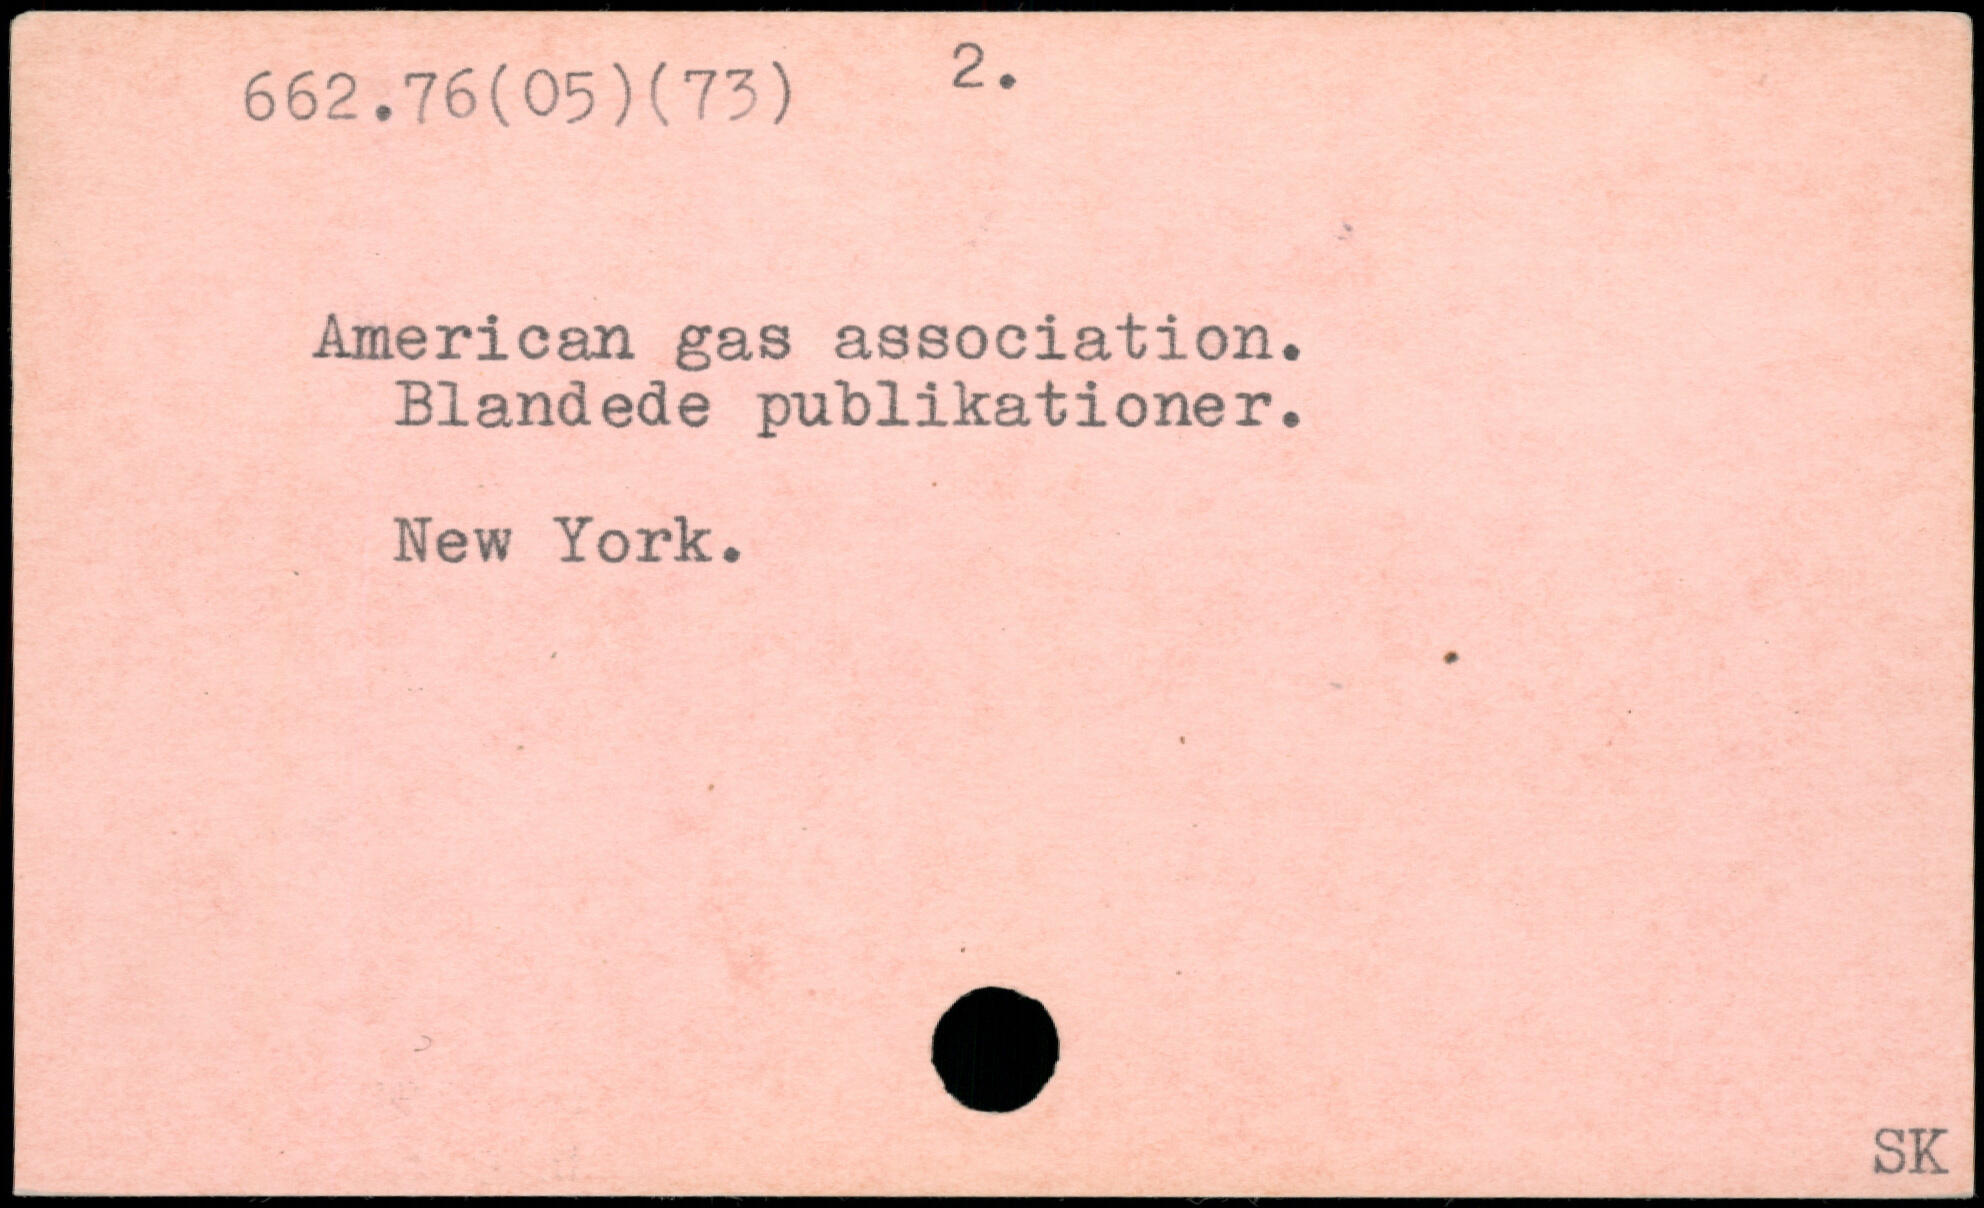 662.76(05)(73) 2.
American gas association.
Blandede publikationer.
New York.
SK